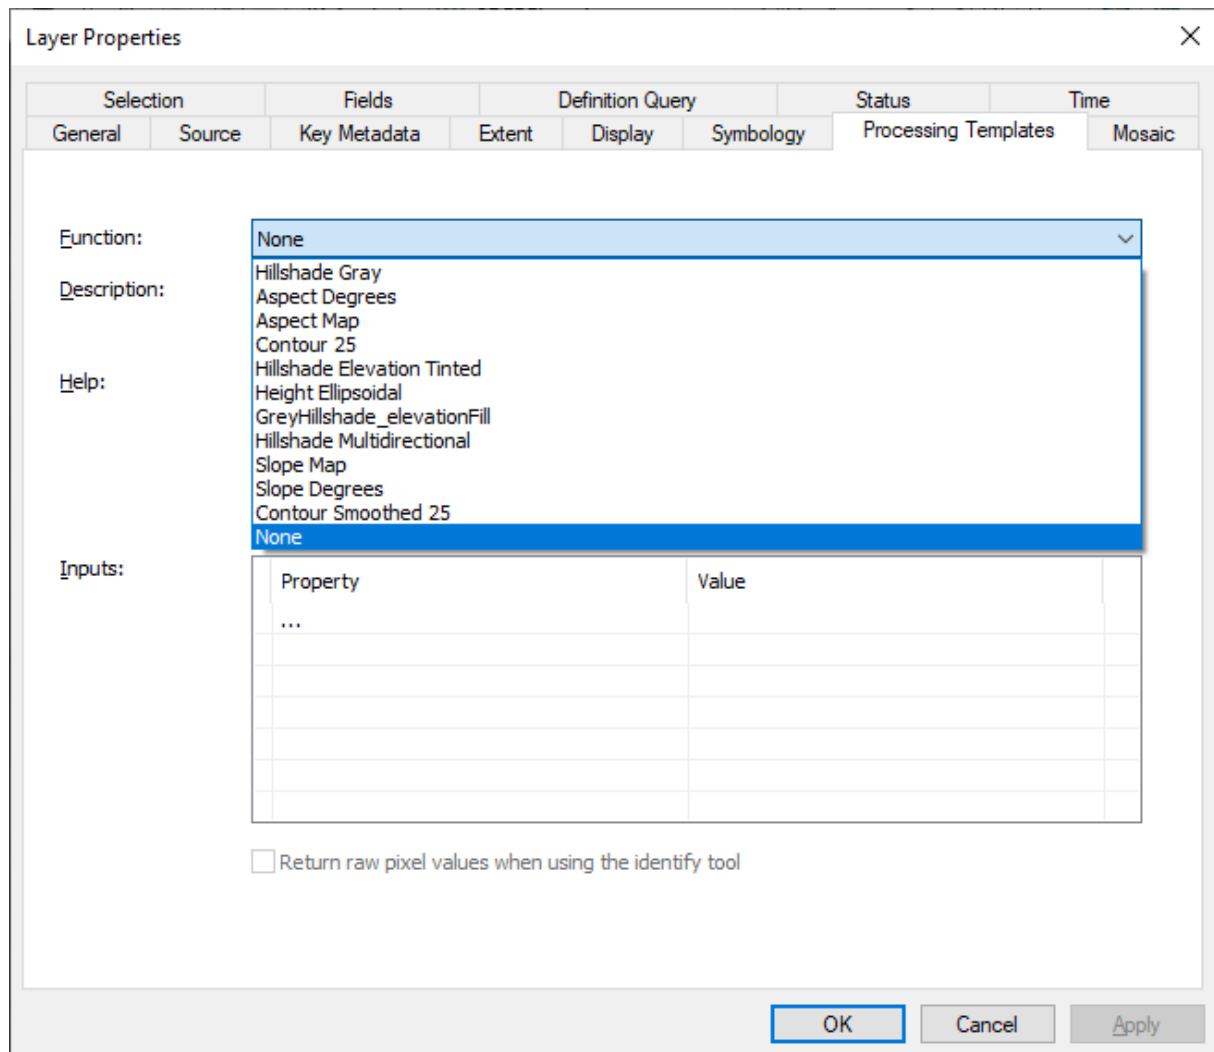 Layer Properties
Selection Fields Definition Query Status Time
General Source Key Metadata Extent Display Symbology Processing Templates Mosaic
Function: None
Hillshade Gray
Description:
Aspect Degrees
Aspect Map
Contour 25
Hillshade Elevation Tinted
Help:
Height Ellipsoidal
GreyHillshade_elevationFill
Hillshade Multidirectional
Slope Map
Slope Degrees
Contour Smoothed 25
None
Inputs:
Property Value
...
Return raw pixel values when using the identify tool
OK Cancel Apply